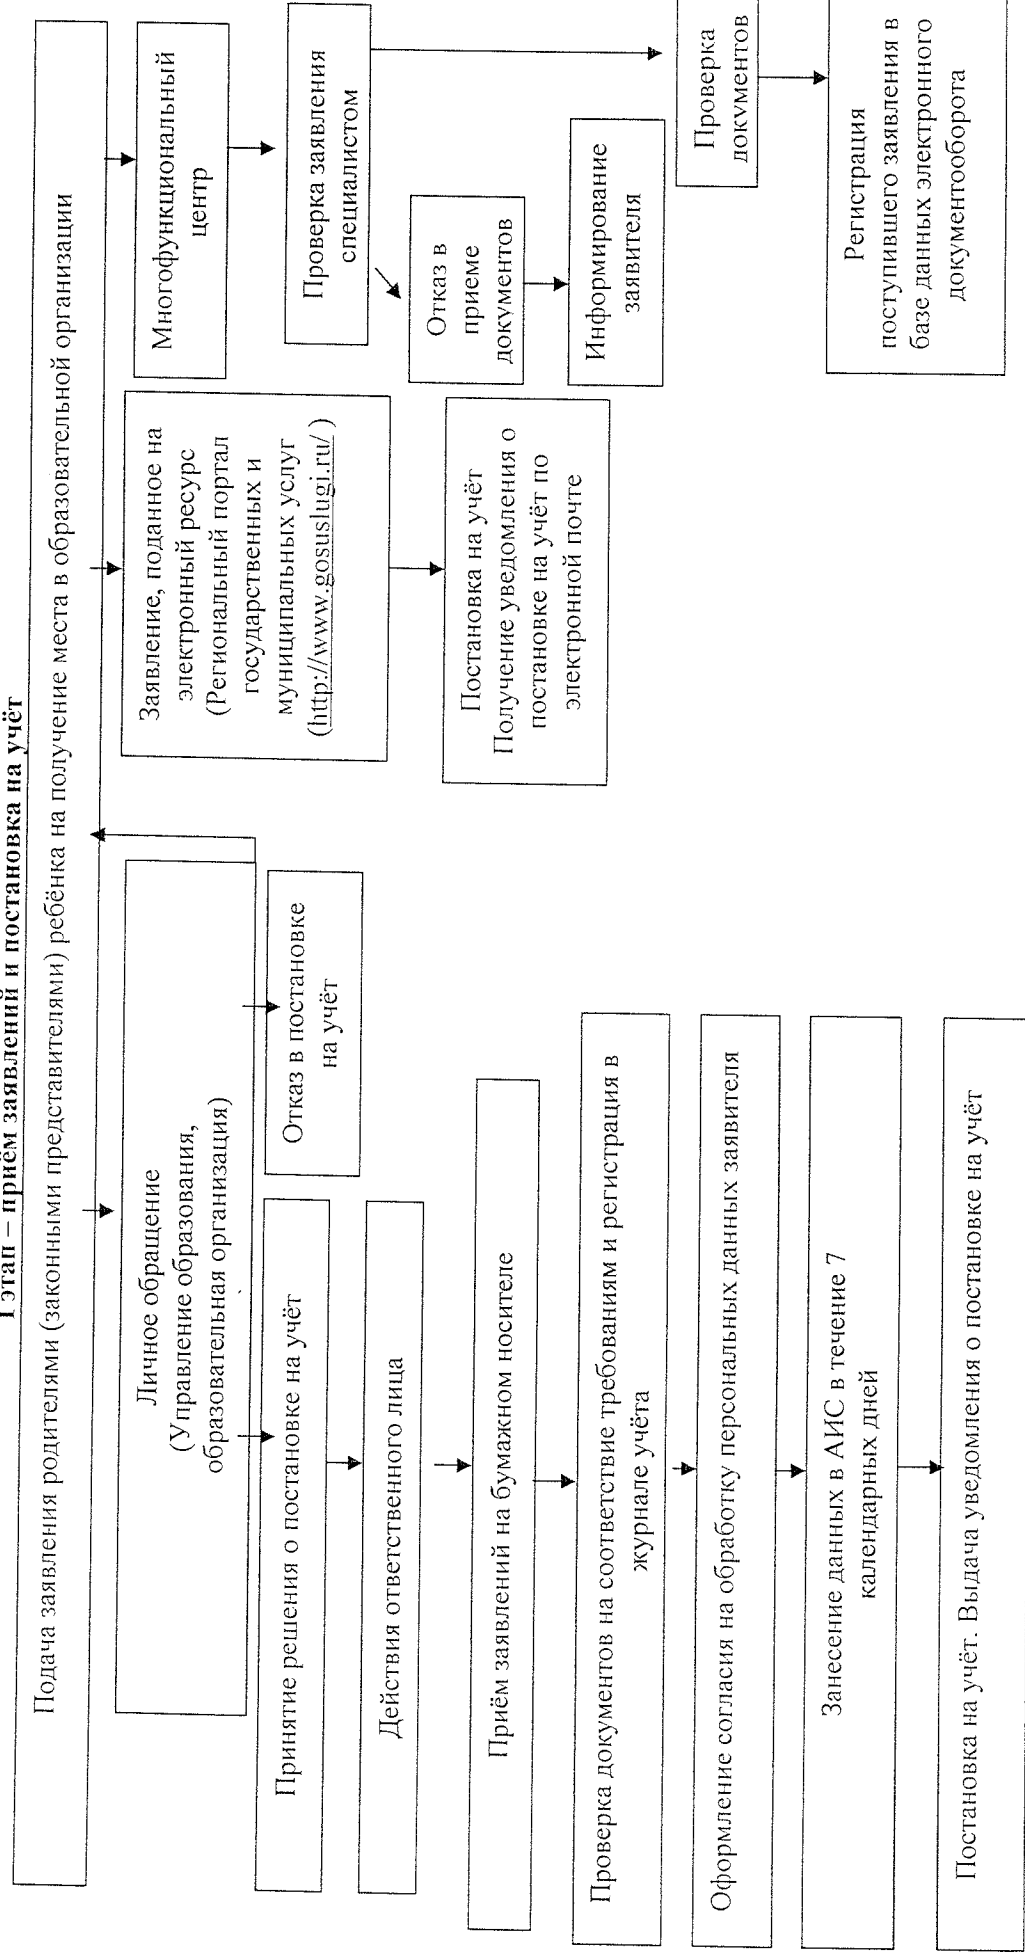 I этап – приём заявлений и постановка на учёт
Подача заявления родителями (законными представителями) ребёнка на получение места в образовательной организации
Личное обращение
(Управление образования,
образовательная организация)
Принятие решения о постановке на учёт
Отказ в постановке
на учёт
Действия ответственного лица
Приём заявлений на бумажном носителе
Проверка документов на соответствие требованиям и регистрация в
журнале учёта
Оформление согласия на обработку персональных данных заявителя
Занесение данных в АИС в течение 7
календарных дней
Постановка на учёт. Выдача уведомления о постановке на учёт
Заявление, поданное на
электронный ресурс
(Региональный портал
государственных и
муниципальных услуг
(http://www.gosuslugi.ru/ )
Постановка на учёт
Получение уведомления о
постановке на учёт по
электронной почте
Многофункциональный
центр
Проверка заявления
специалистом
Отказ в
приеме
документов
Информирование
заявителя
Проверка
документов
Регистрация
поступившего заявления в
базе данных электронного
документооборота